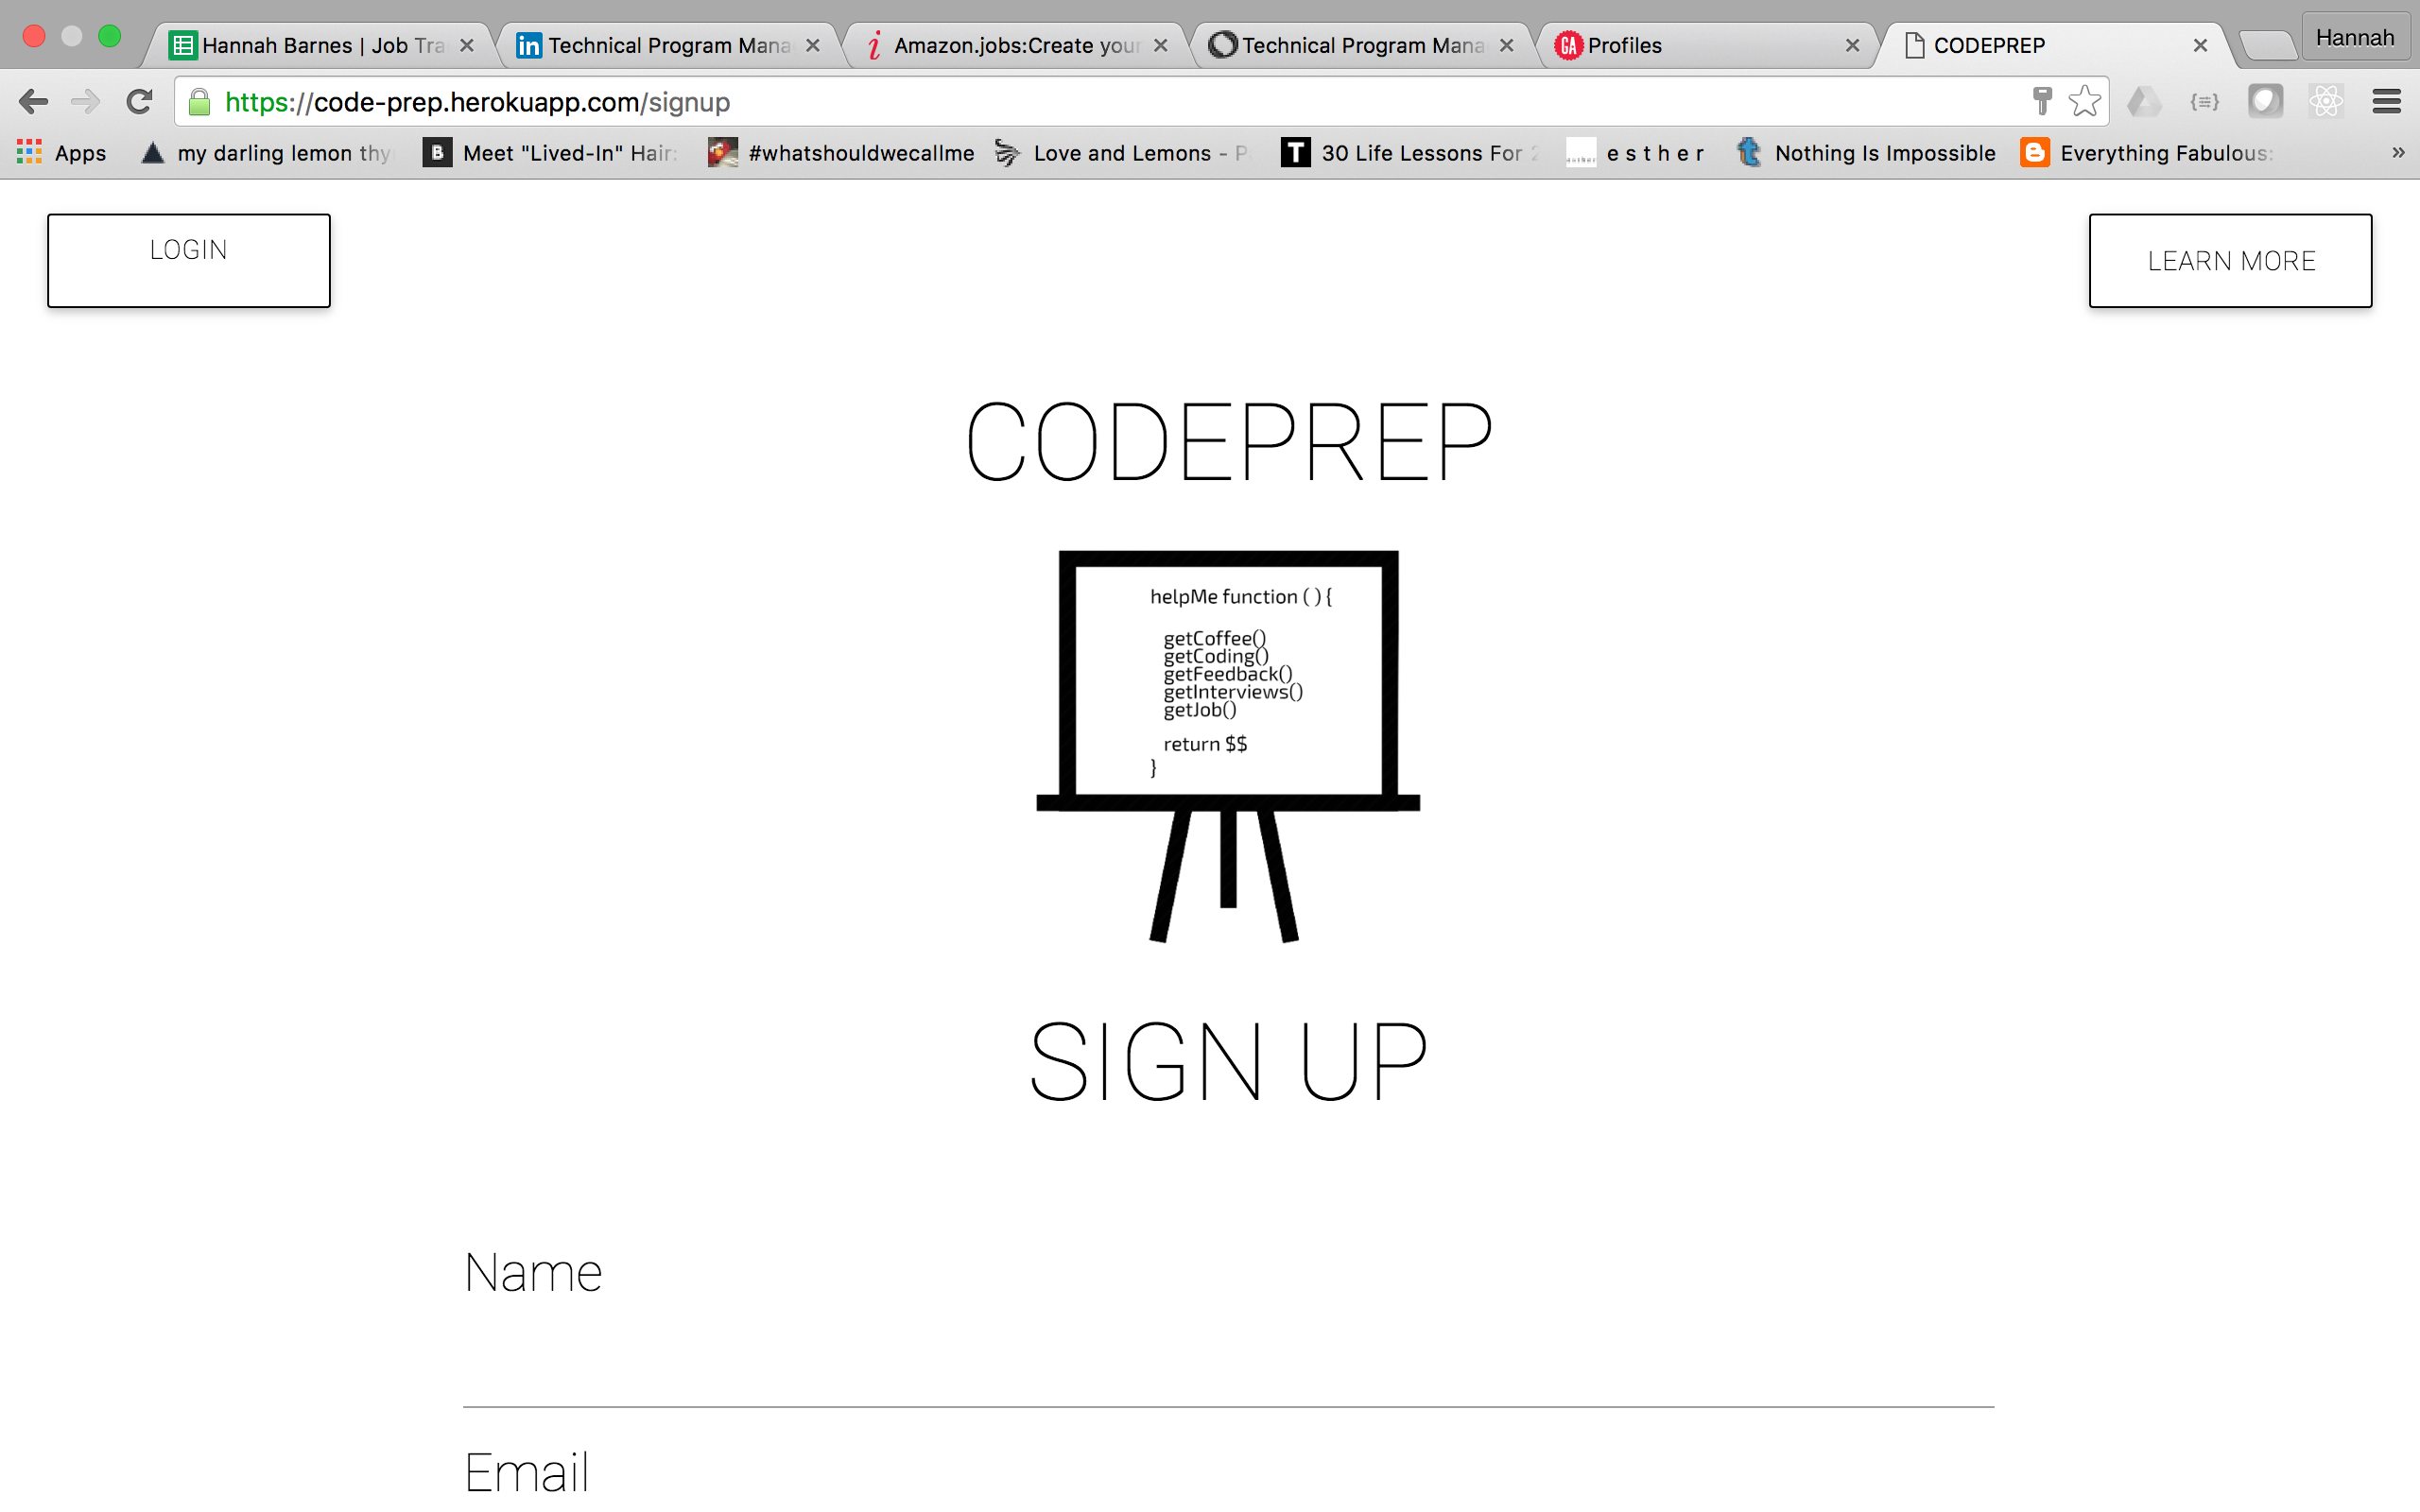 Hannah Barnes | Job Tra
Technical Program Mana
Amazon.jobs:Create your
Technical Program Mana
GA
Profiles
CODEPREP
Hannah
https://code-prep.herokuapp.com/signup
Apps
my darling lemon thy
B
Meet "Lived-In" Hair:
#whatshouldwecallme
Love and Lemons - P
T
30 Life Lessons For 2
e s t h e r
Nothing Is Impossible
Everything Fabulous:
»
LOGIN
LEARN MORE
CODEPREP
helpMe function ( ) {
getCoffee()
getCoding()
getFeedback()
getInterviews()
getJob()
return $$
}
SIGN UP
Name
Email